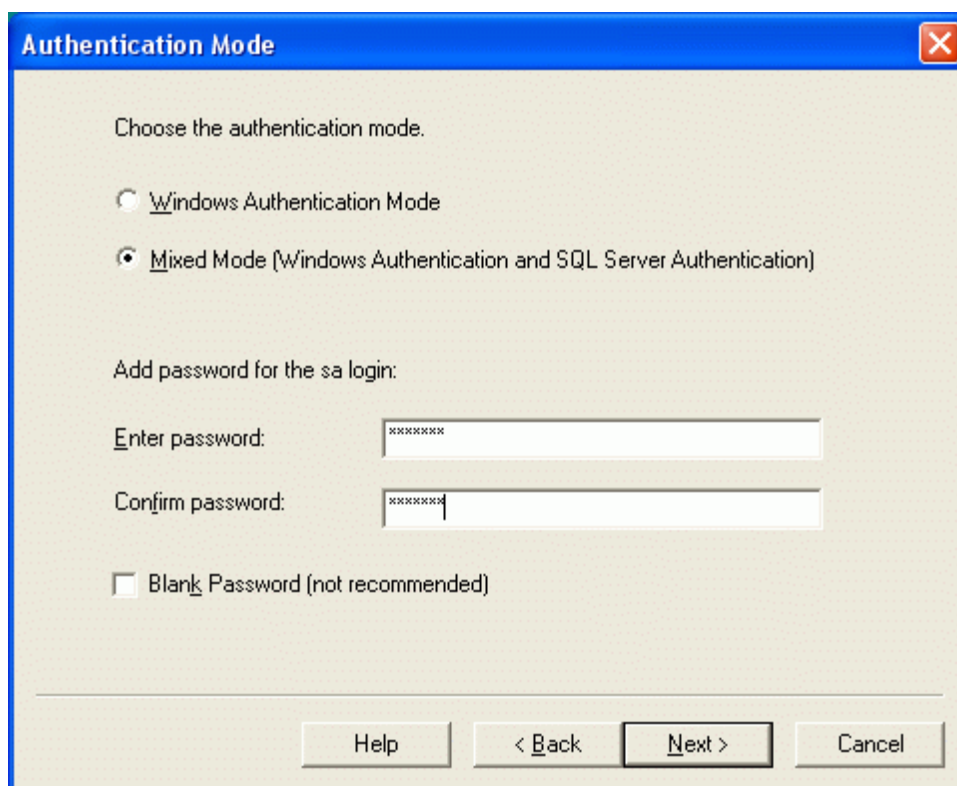 Authentication Mode
Choose the authentication mode.
Windows Authentication Mode
Mixed Mode (Windows Authentication and SQL Server Authentication)
Add password for the sa login:
Enter password: *******
Confirm password: *******
Blank Password (not recommended)
Help < Back Next > Cancel